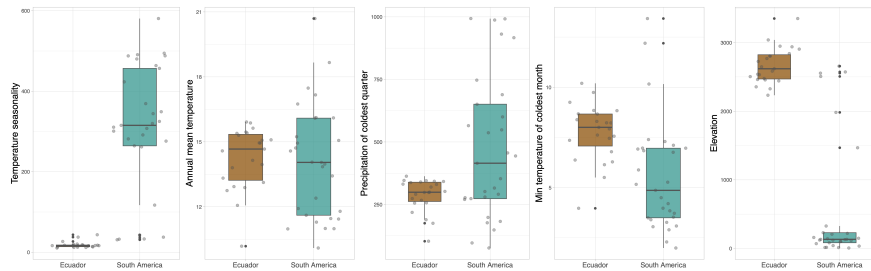 Temperature seasonality
600
400
200
0
Ecuador
South America
Annual mean temperature
21
18
15
12
Ecuador
South America
Precipitation of coldest quarter
1000
750
500
250
Ecuador
South America
Min temperature of coldest month
10
5
Ecuador
South America
Elevation
2000
0
Ecuador
South America